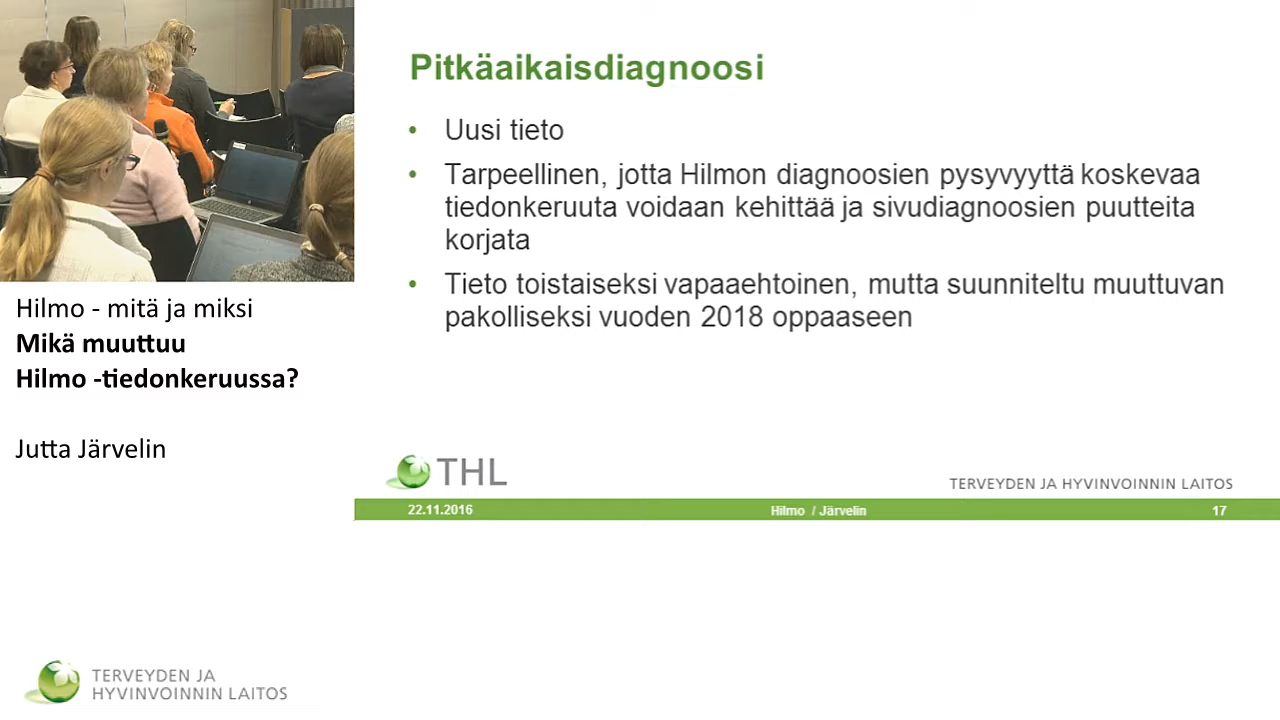 Pitkäaikaisdiagnoosi
• Uusi tieto
• Tarpeellinen, jotta Hilmon diagnoosien pysyvyyttä koskevaa
tiedonkeruuta voidaan kehittää ja sivudiagnoosien puutteita
korjata
• Tieto toistaiseksi vapaaehtoinen, mutta suunniteltu muuttuvan
pakolliseksi vuoden 2018 oppaaseen
Hilmo - mitä ja miksi
Mikä muuttuu
Hilmo -tiedonkeruussa?
Jutta Järvelin
THL
TERVEYDEN JA HYVINVOINNIN LAITOS
22.11.2016
Hilmo / Järvelin
17
TERVEYDEN JA
HYVINVOINNIN LAITOS